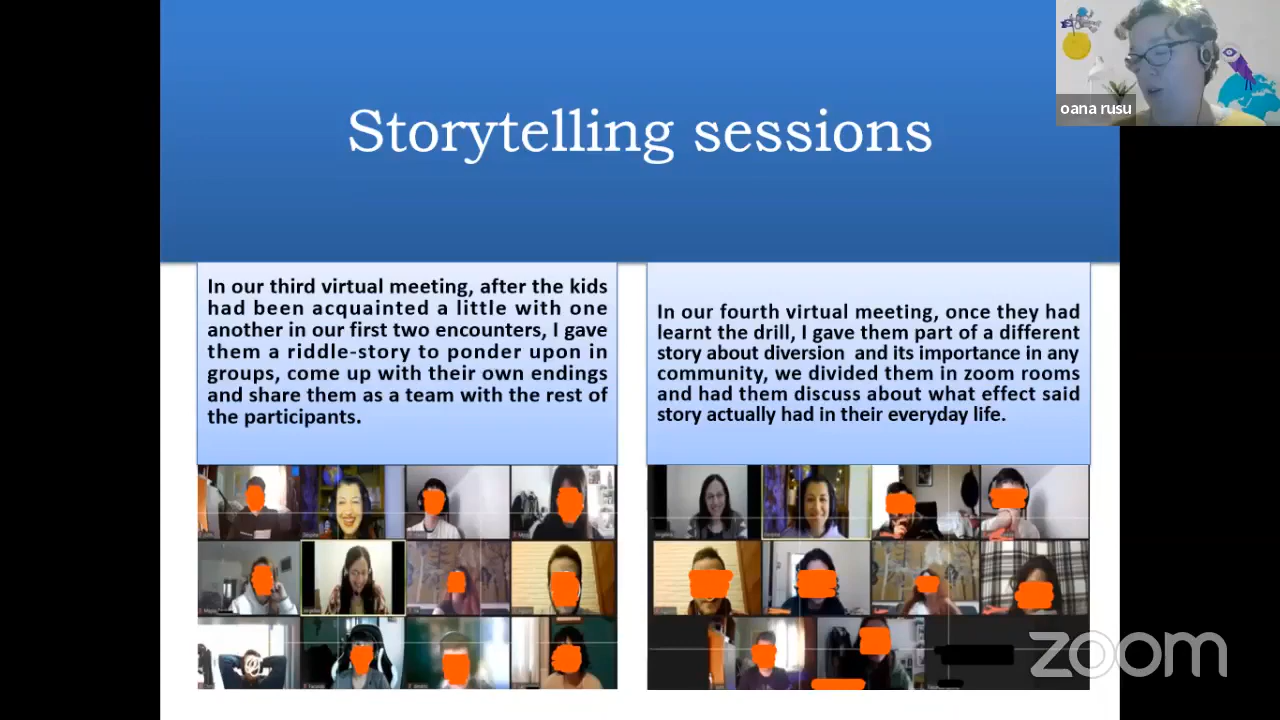 oana rusu
Storytelling sessions
In our third virtual meeting, after the kids
had been acquainted a little with one
another in our first two encounters, I gave
them a riddle-story to ponder upon in
groups, come up with their own endings
and share them as a team with the rest of
the participants.
In our fourth virtual meeting, once they had
learnt the drill, I gave them part of a different
story about diversion and its importance in any
community, we divided them in zoom rooms
and had them discuss about what effect said
story actually had in their everyday life.
zoom